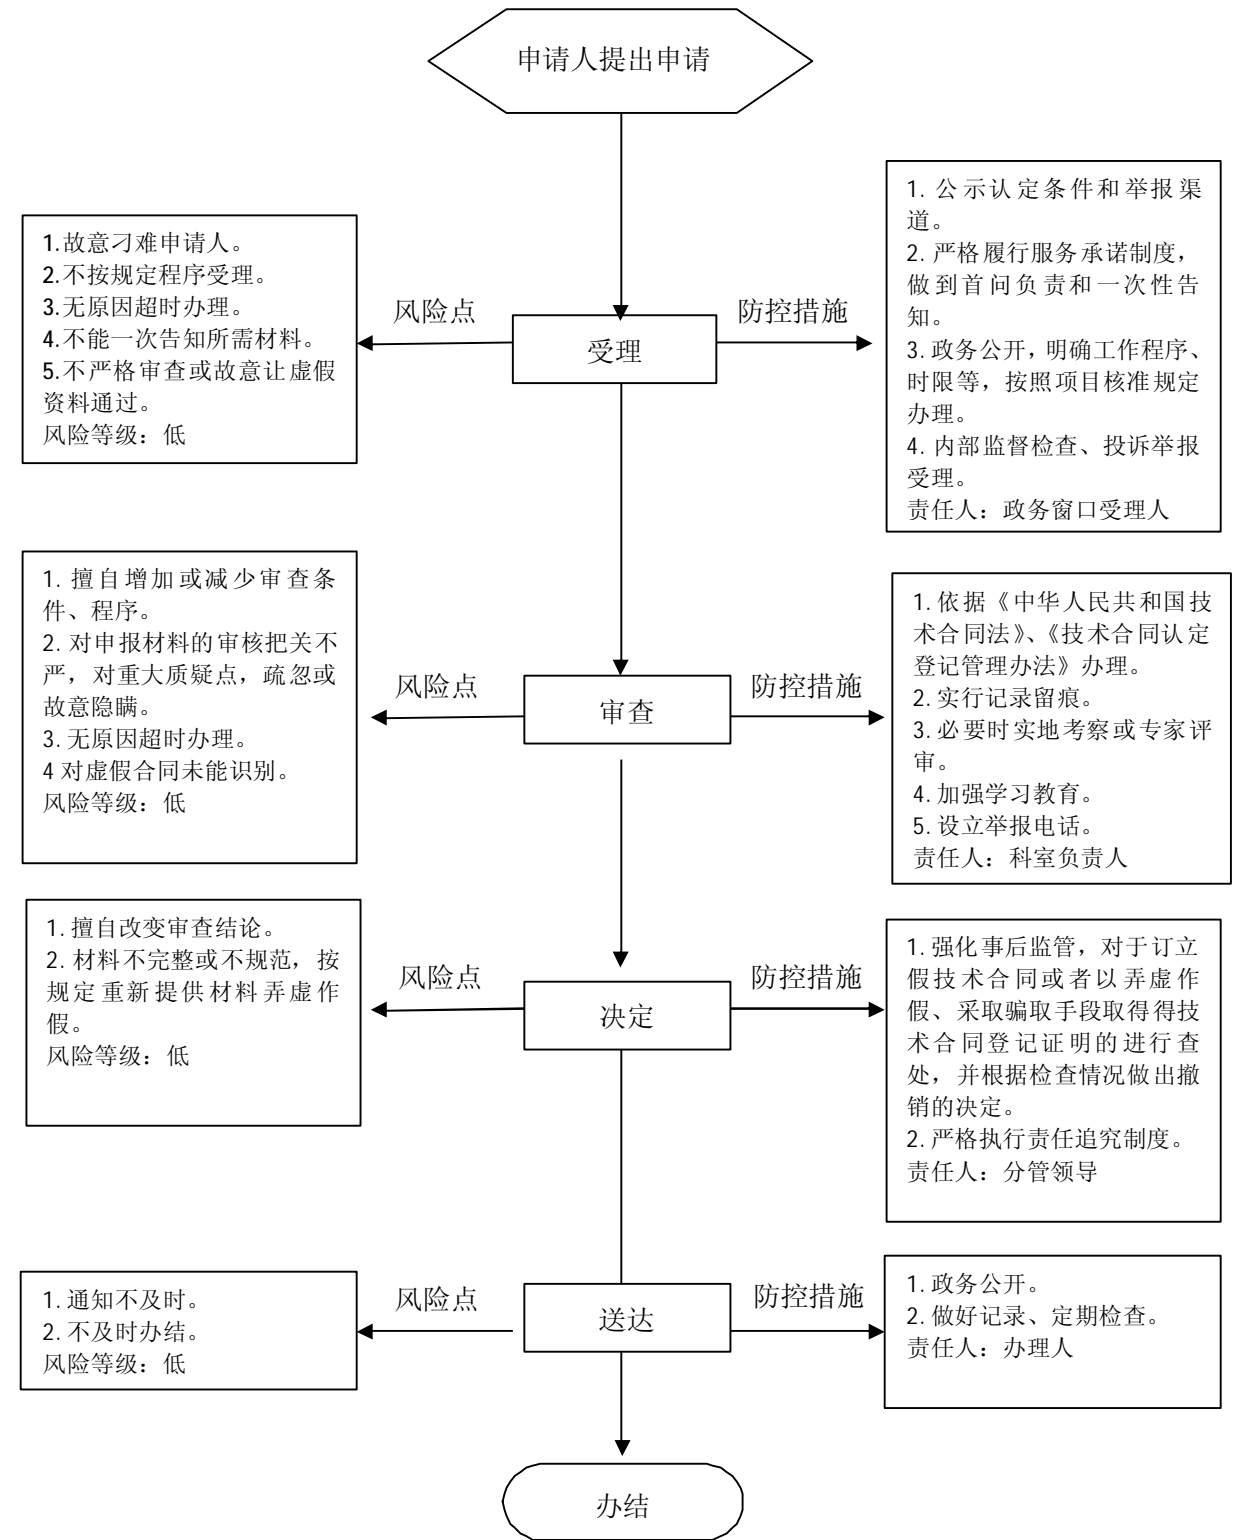 申请人提出申请
1.故意刁难申请人。
2.不按规定程序受理。
3.无原因超时办理。
4.不能一次告知所需材料。
5.不严格审查或故意让虚假
资料通过。
风险等级：低
风险点
受理
防控措施
1. 公示认定条件和举报渠
道。
2. 严格履行服务承诺制度，
做到首问负责和一次性告
知。
3. 政务公开，明确工作程序、
时限等，按照项目核准规定
办理。
4. 内部监督检查、投诉举报
受理。
责任人：政务窗口受理人
1. 擅自增加或减少审查条
件、程序。
2. 对申报材料的审核把关不
严，对重大质疑点，疏忽或
故意隐瞒。
3. 无原因超时办理。
4 对虚假合同未能识别。
风险等级：低
风险点
审查
防控措施
1. 依据《中华人民共和国技
术合同法》、《技术合同认定
登记管理办法》办理。
2. 实行记录留痕。
3. 必要时实地考察或专家评
审。
4. 加强学习教育。
5. 设立举报电话。
责任人：科室负责人
1. 擅自改变审查结论。
2. 材料不完整或不规范，按
规定重新提供材料弄虚作
假。
风险等级：低
风险点
决定
防控措施
1. 强化事后监管，对于订立
假技术合同或者以弄虚作
假、采取骗取手段取得得技
术合同登记证明的进行查
处，并根据检查情况做出撤
销的决定。
2. 严格执行责任追究制度。
责任人：分管领导
1. 通知不及时。
2. 不及时办结。
风险等级：低
风险点
送达
防控措施
1. 政务公开。
2. 做好记录、定期检查。
责任人：办理人
办结